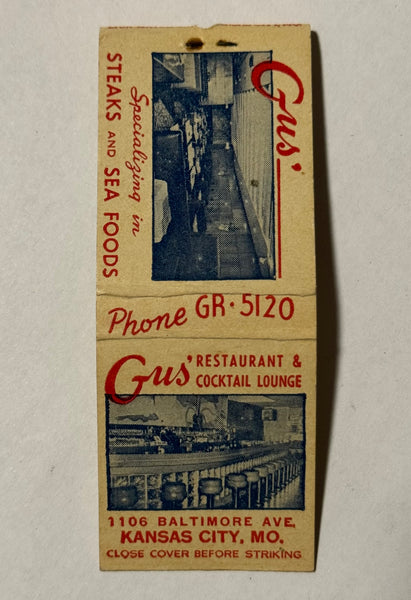 Gus'
Specializing in
STEAKS AND SEA FOODS
Phone GR·5120
Gus' RESTAURANT &
COCKTAIL LOUNGE
1106 BALTIMORE AVE.
KANSAS CITY, MO.
CLOSE COVER BEFORE STRIKING